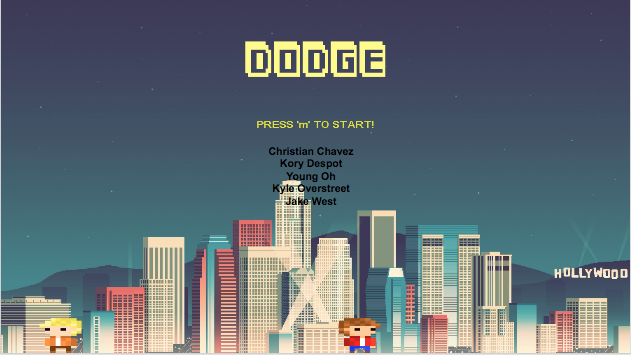 DODGE
PRESS 'm' TO START!
Christian Chavez
Kory Despot
Young Oh
Kyle Overstreet
Jake West
HOLLYWOOD